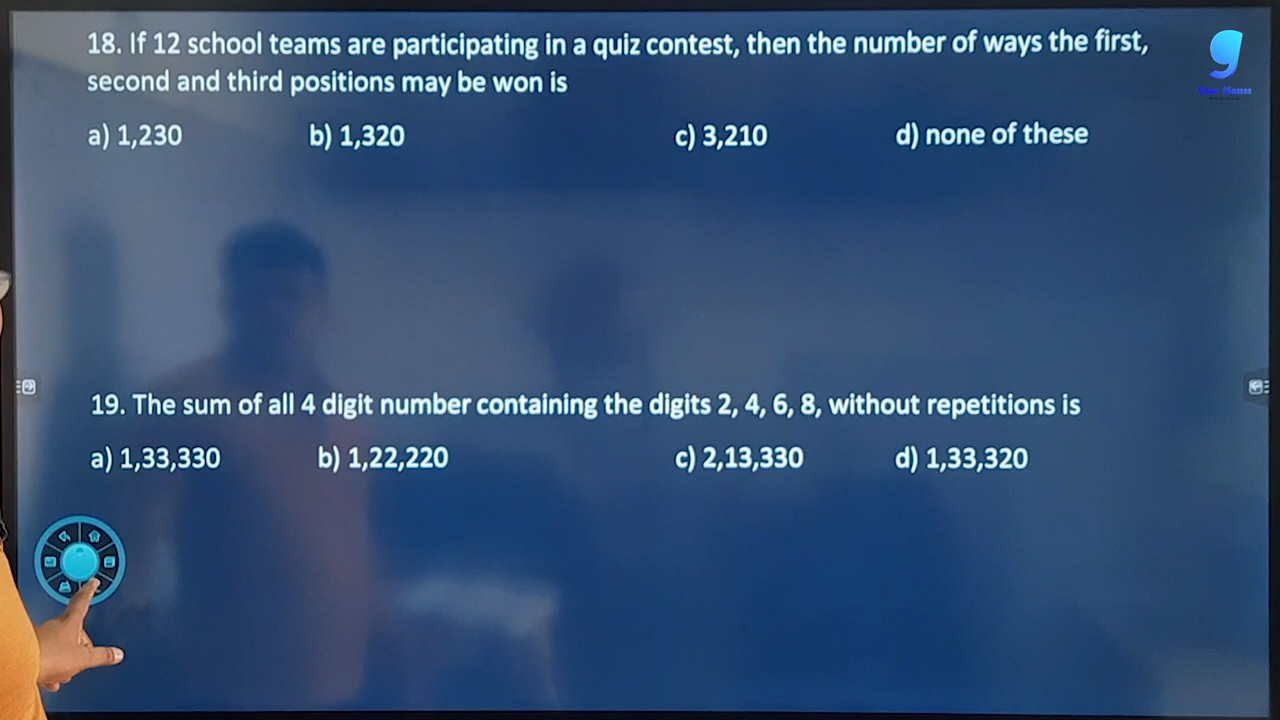 18. If 12 school teams are participating in a quiz contest, then the number of ways the first,
second and third positions may be won is
a) 1,230 b) 1,320 c) 3,210 d) none of these
19. The sum of all 4 digit number containing the digits 2, 4, 6, 8, without repetitions is
a) 1,33,330 b) 1,22,220 c) 2,13,330 d) 1,33,320